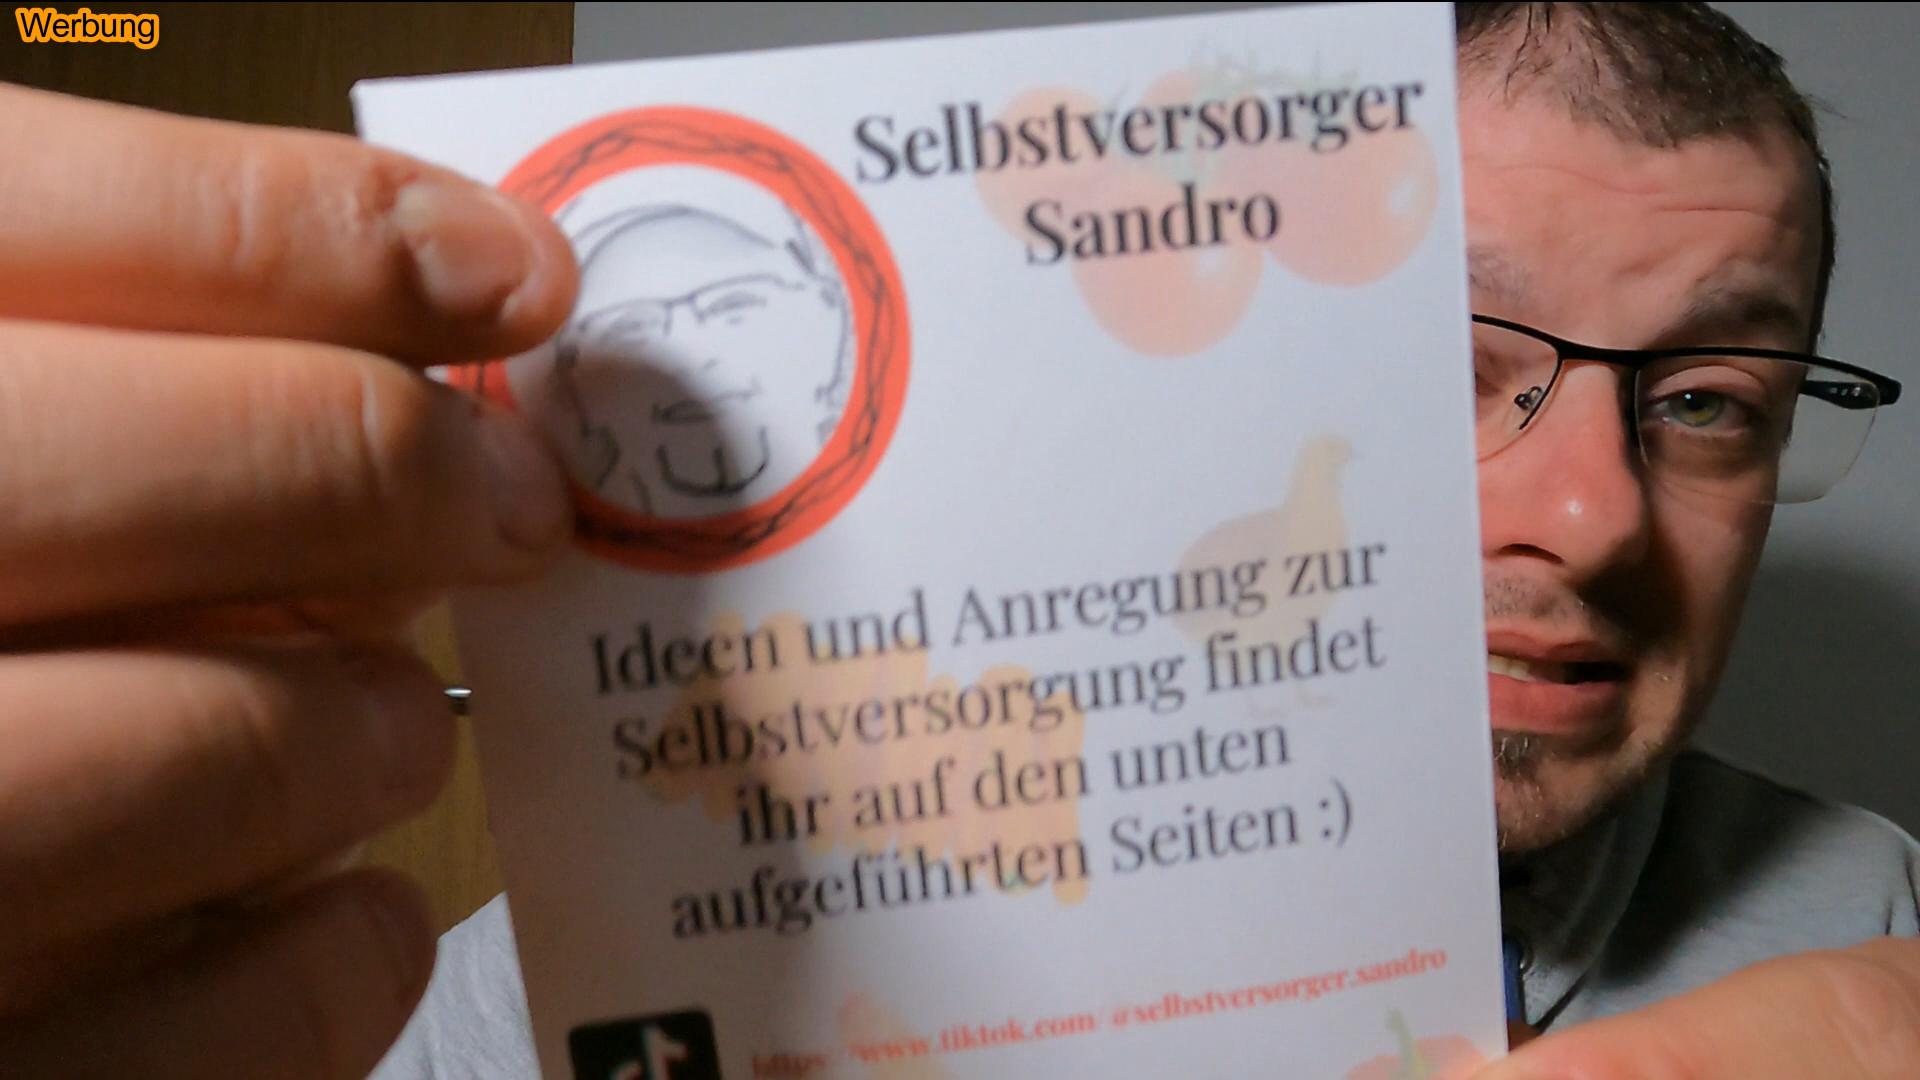 Werbung
Selbstversorger
Sandro
Ideen und Anregung zur
Selbstversorgung findet
ihr auf den unten
aufgeführten Seiten :)
https://www.tiktok.com/@selbstversorger.sandro